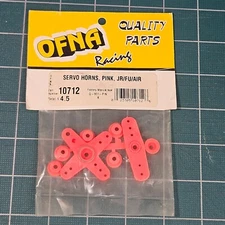 OFNA
QUALITY
PARTS
Racing
SERVO HORNS, PINK, JR/FU/AIR
10712
4.5